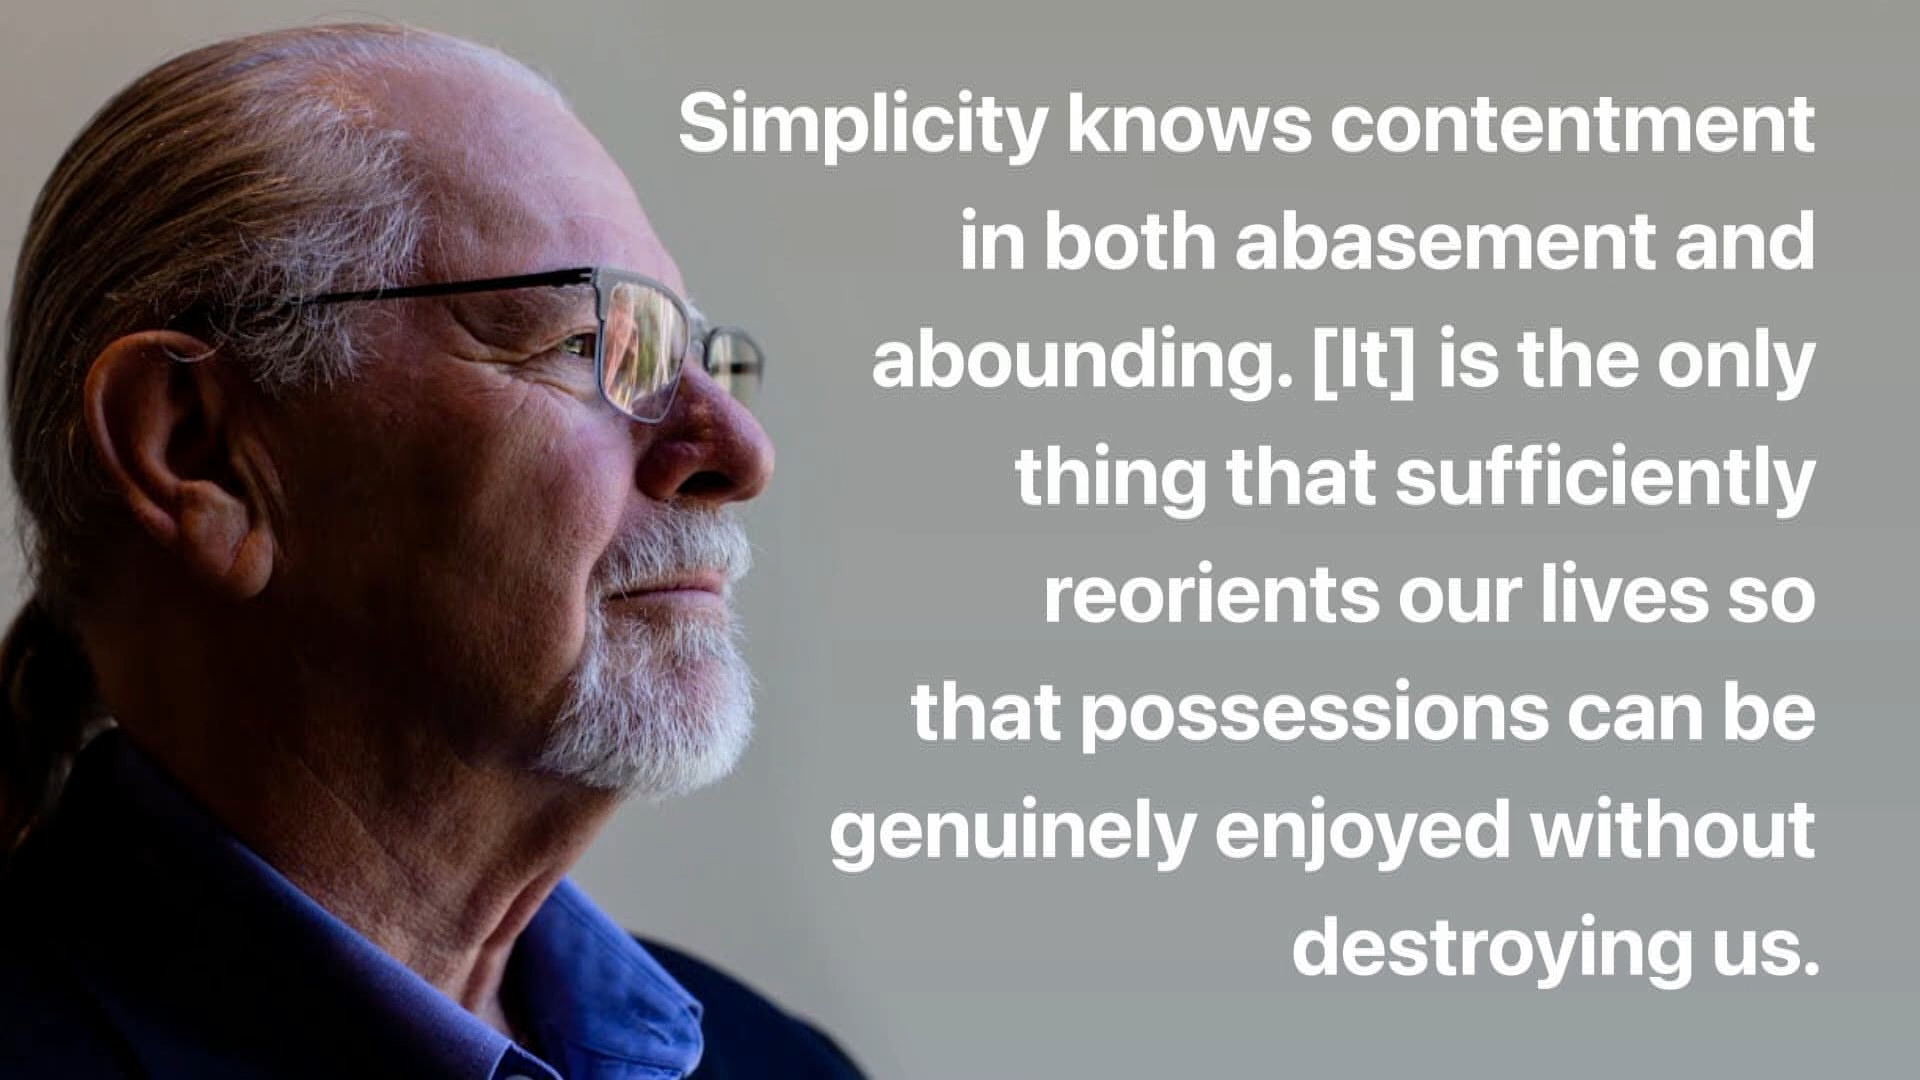 Simplicity knows contentment
in both abasement and
abounding. [It] is the only
thing that sufficiently
reorients our lives so
that possessions can be
genuinely enjoyed without
destroying us.